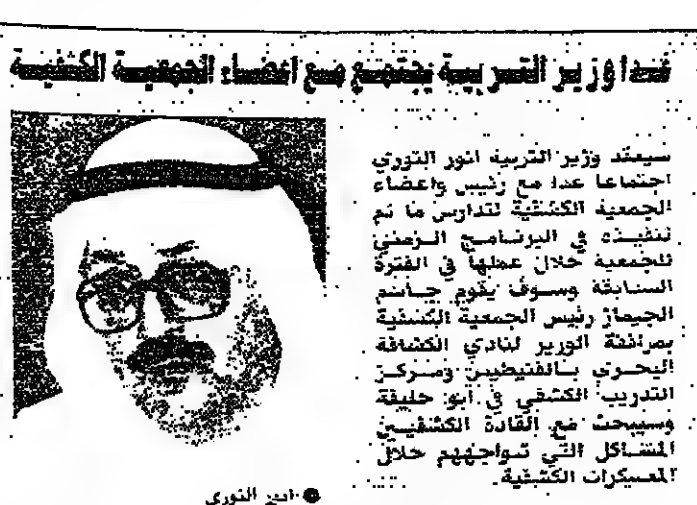 غدا وزير التربية يجتمع مع اعضاء الجمعية الكشفية
سيعقد وزير التربية انور النوري
اجتماعا غدا مع رئيس واعضاء
الجمعية الكشفية لتدارس ما تم
تنفيذه في البرنامج الزمني
للجمعية خلال عملها في الفترة
السابقة وسوف يقوم جاسم
الجيماز رئيس الجمعية الكشفية
بمرافقة الوزير لنادي الكشافة
البحري بالفنيطيس ومركز
التدريب الكشفي في ابو حليفة
وسيبحث مع القادة الكشفيين
المشاكل التي تواجههم خلال
المعسكرات الكشفية.
● انور النوري